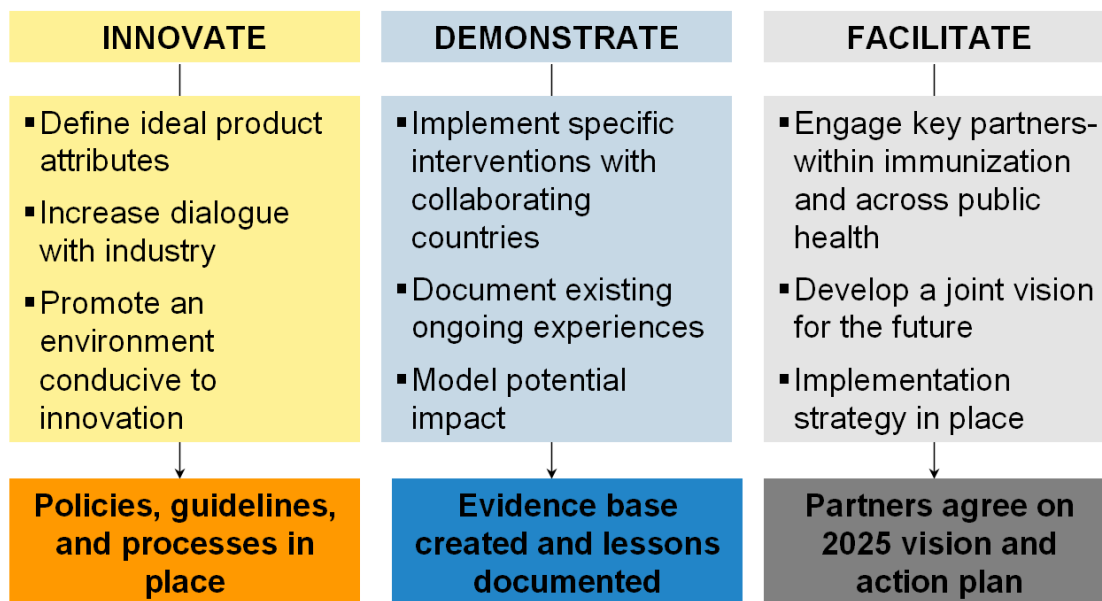 INNOVATE
▪Define ideal product
attributes
▪Increase dialogue
with industry
▪Promote an
environment
conducive to
innovation
Policies, guidelines,
and processes in
place
DEMONSTRATE
▪Implement specific
interventions with
collaborating
countries
▪Document existing
ongoing experiences
▪Model potential
impact
Evidence base
created and lessons
documented
FACILITATE
▪Engage key partners-
within immunization
and across public
health
▪Develop a joint vision
for the future
▪Implementation
strategy in place
Partners agree on
2025 vision and
action plan